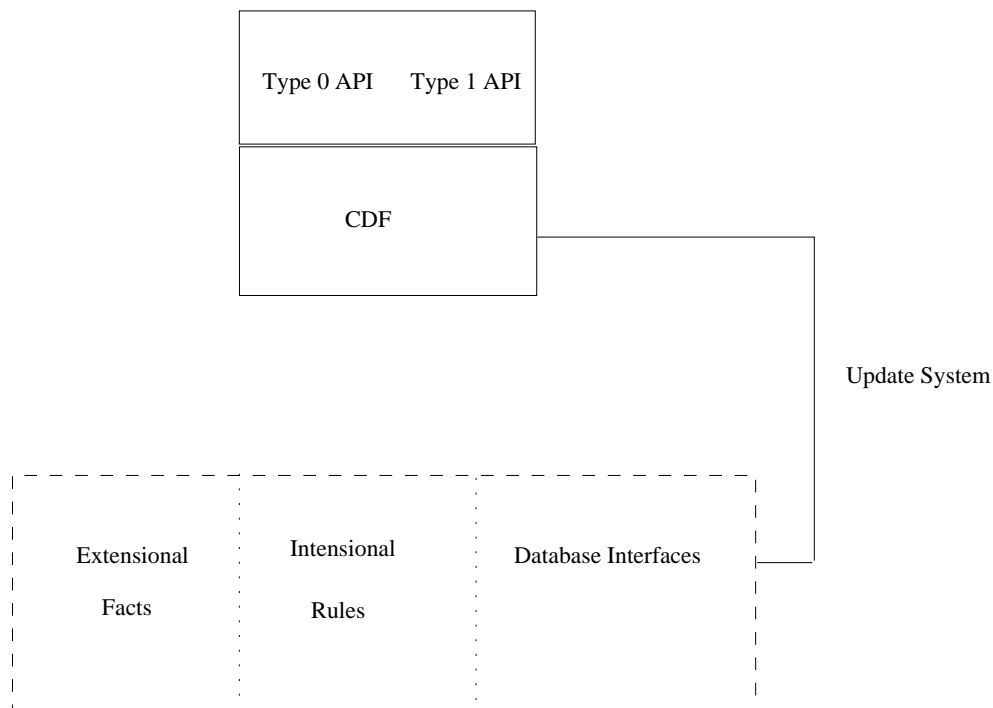 Type 0 API
Type 1 API
CDF
Update System
Extensional
Facts
Intensional
Rules
Database Interfaces